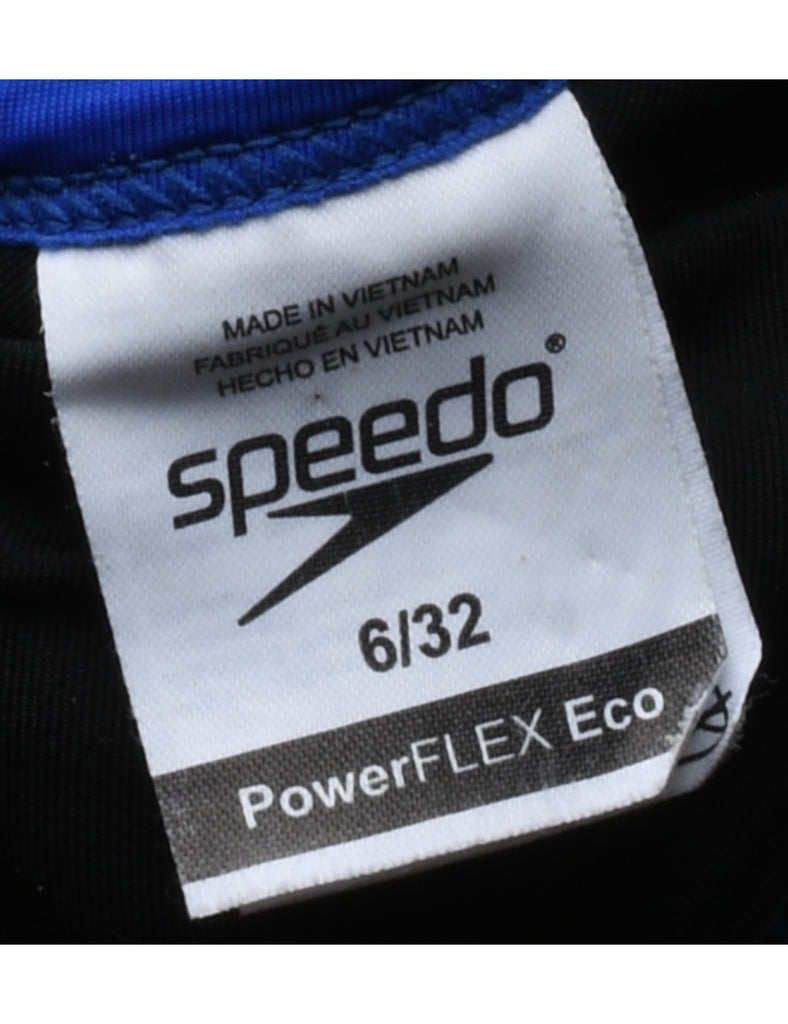 MADE IN VIETNAM
FABRIQUÉ AU VIETNAM
HECHO EN VIETNAM
speedo®
6/32
PowerFLEX Eco